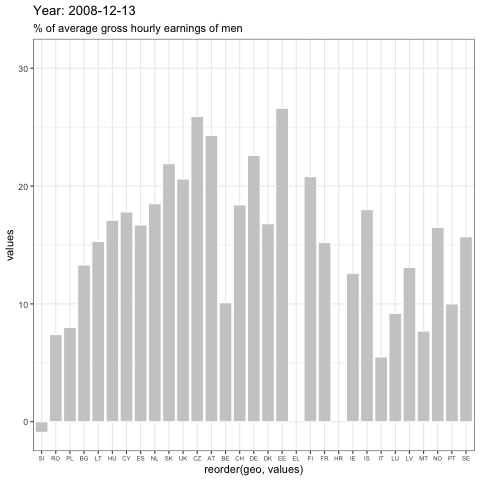 Year: 2008-12-13
% of average gross hourly earnings of men
30
20
10
0
values
SI RO PL BG LT HU CY ES NL SK UK CZ AT BE CH DE DK EE EL FI FR HR IE IS IT LU LV MT NO PT SE
reorder(geo, values)